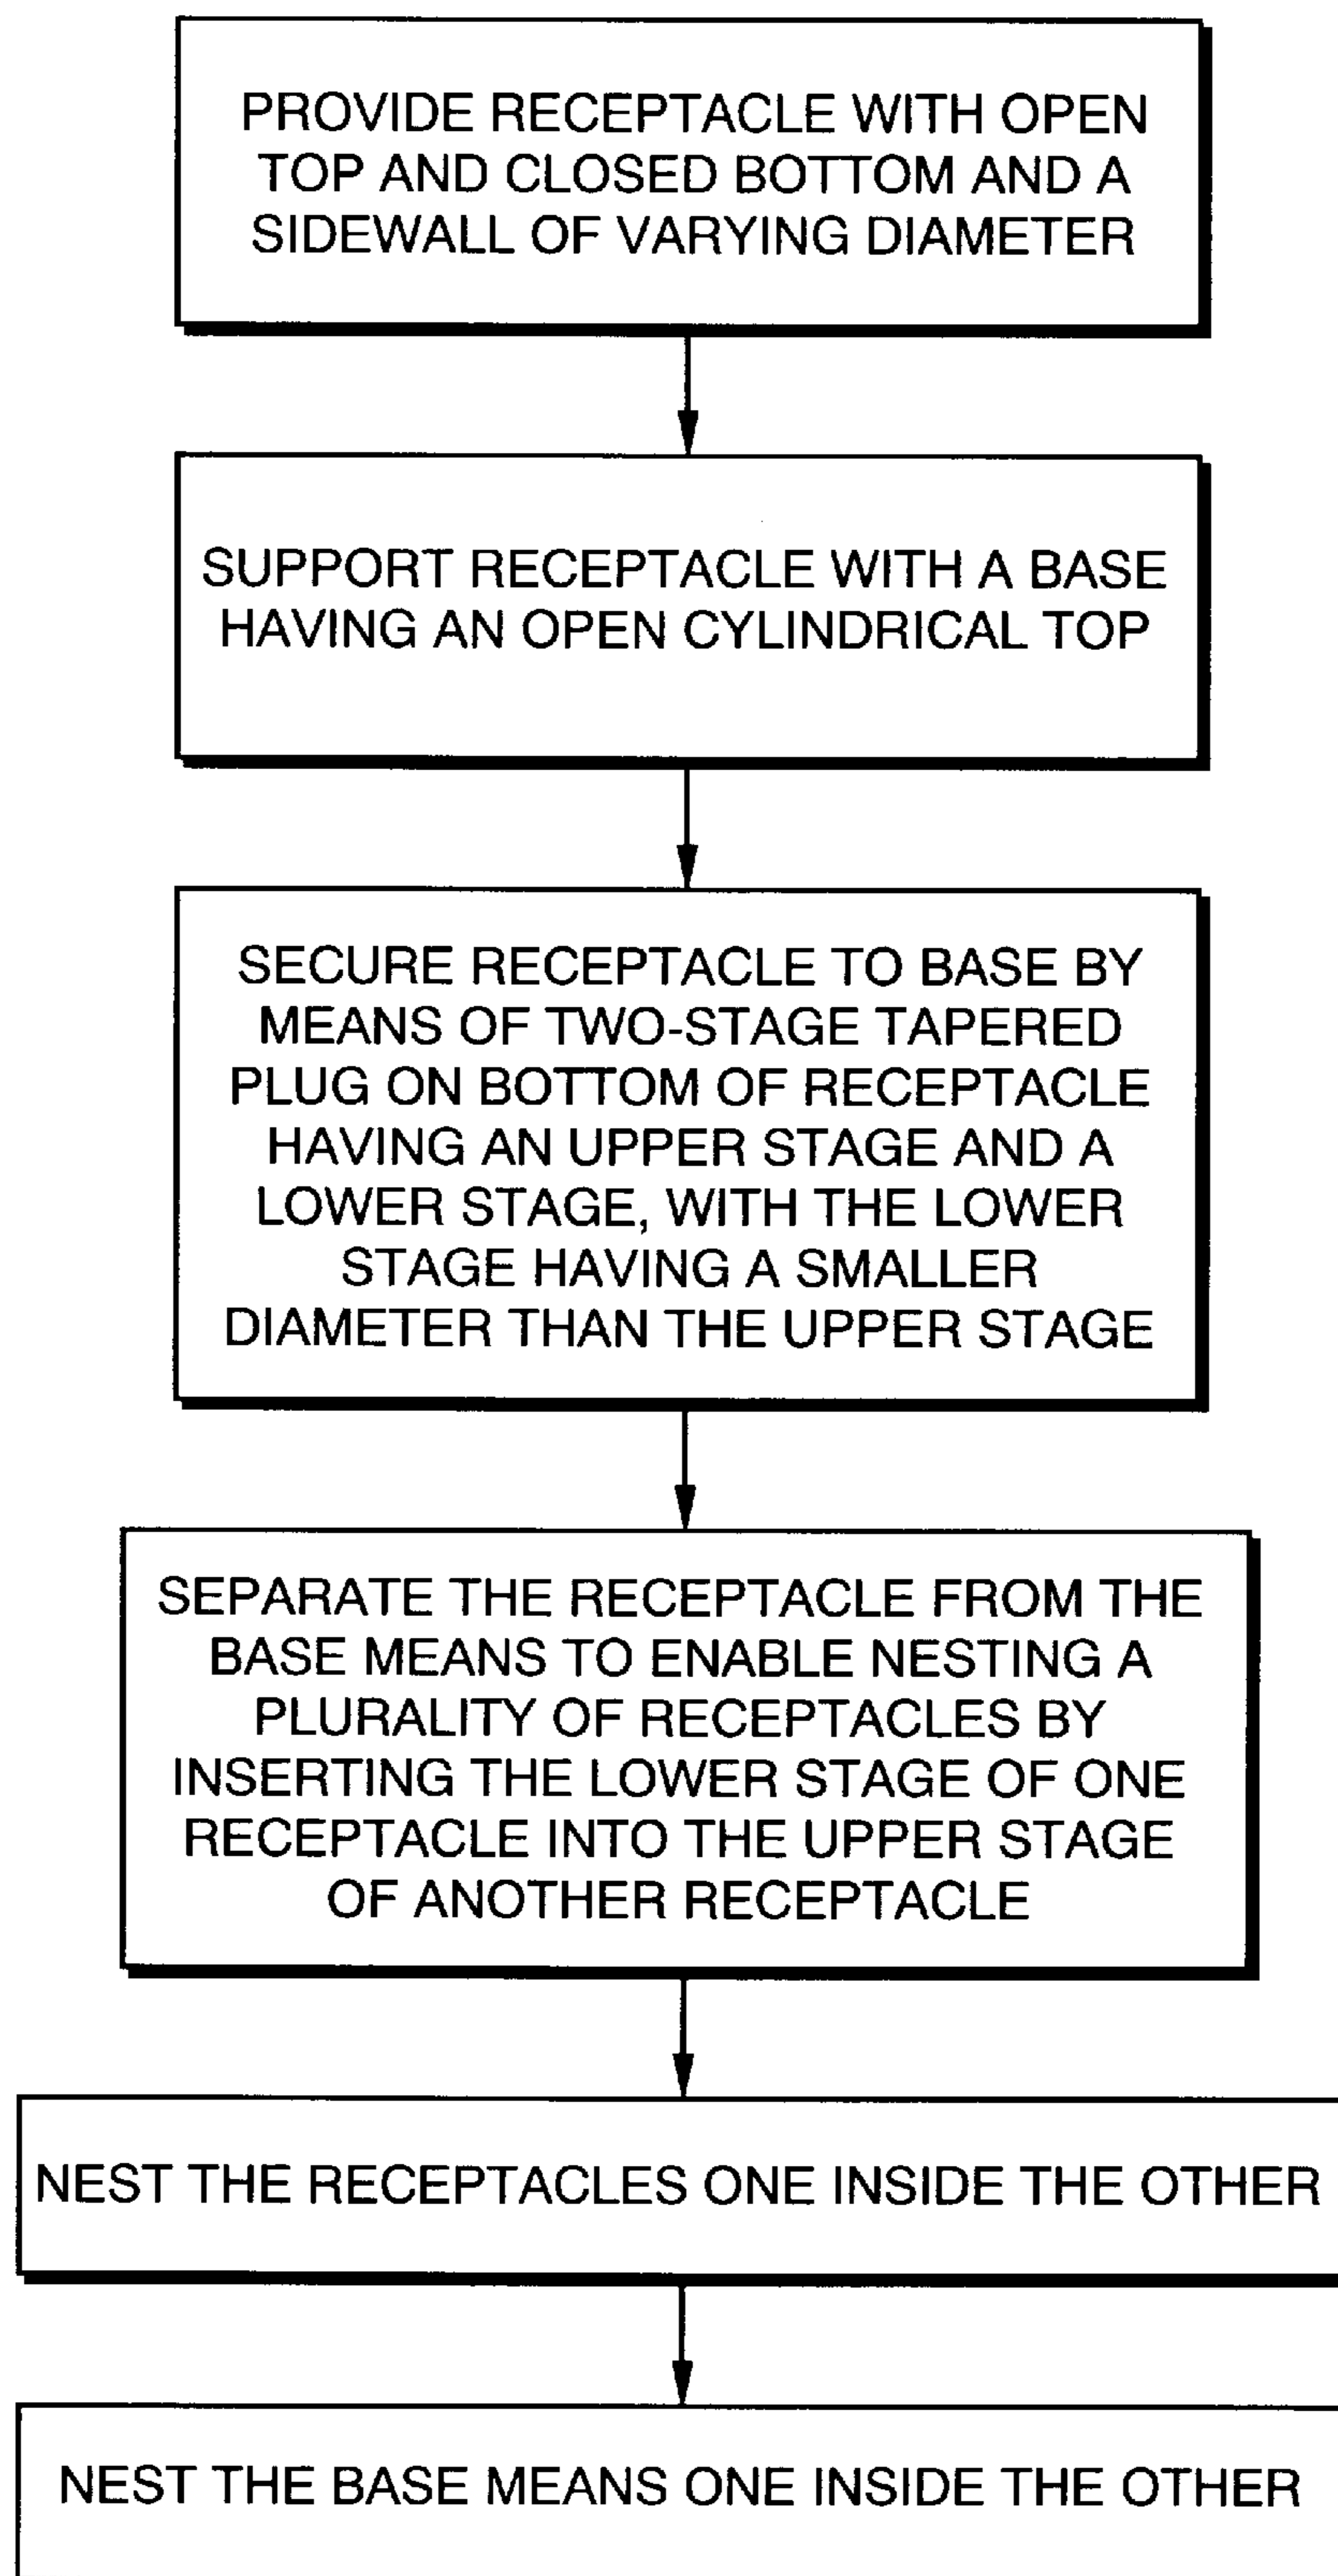 PROVIDE RECEPTACLE WITH OPEN
TOP AND CLOSED BOTTOM AND A
SIDEWALL OF VARYING DIAMETER
SUPPORT RECEPTACLE WITH A BASE
HAVING AN OPEN CYLINDRICAL TOP
SECURE RECEPTACLE TO BASE BY
MEANS OF TWO-STAGE TAPERED
PLUG ON BOTTOM OF RECEPTACLE
HAVING AN UPPER STAGE AND A
LOWER STAGE, WITH THE LOWER
STAGE HAVING A SMALLER
DIAMETER THAN THE UPPER STAGE
SEPARATE THE RECEPTACLE FROM THE
BASE MEANS TO ENABLE NESTING A
PLURALITY OF RECEPTACLES BY
INSERTING THE LOWER STAGE OF ONE
RECEPTACLE INTO THE UPPER STAGE
OF ANOTHER RECEPTACLE
NEST THE RECEPTACLES ONE INSIDE THE OTHER
NEST THE BASE MEANS ONE INSIDE THE OTHER